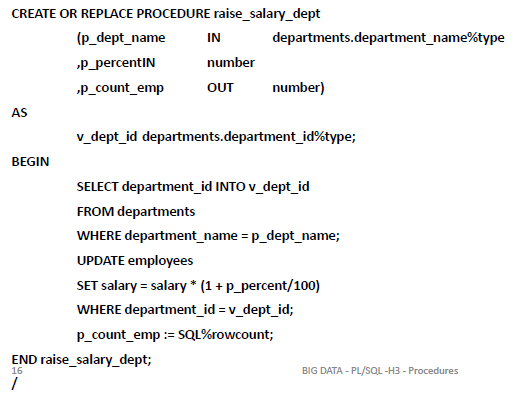 CREATE OR REPLACE PROCEDURE raise_salary_dept
(p_dept_name IN departments.department_name%type
,p_percentIN number
,p_count_emp OUT number)
AS
v_dept_id departments.department_id%type;
BEGIN
SELECT department_id INTO v_dept_id
FROM departments
WHERE department_name = p_dept_name;
UPDATE employees
SET salary = salary * (1 + p_percent/100)
WHERE department_id = v_dept_id;
p_count_emp := SQL%rowcount;
END raise_salary_dept;
16 BIG DATA - PL/SQL -H3 - Procedures
/